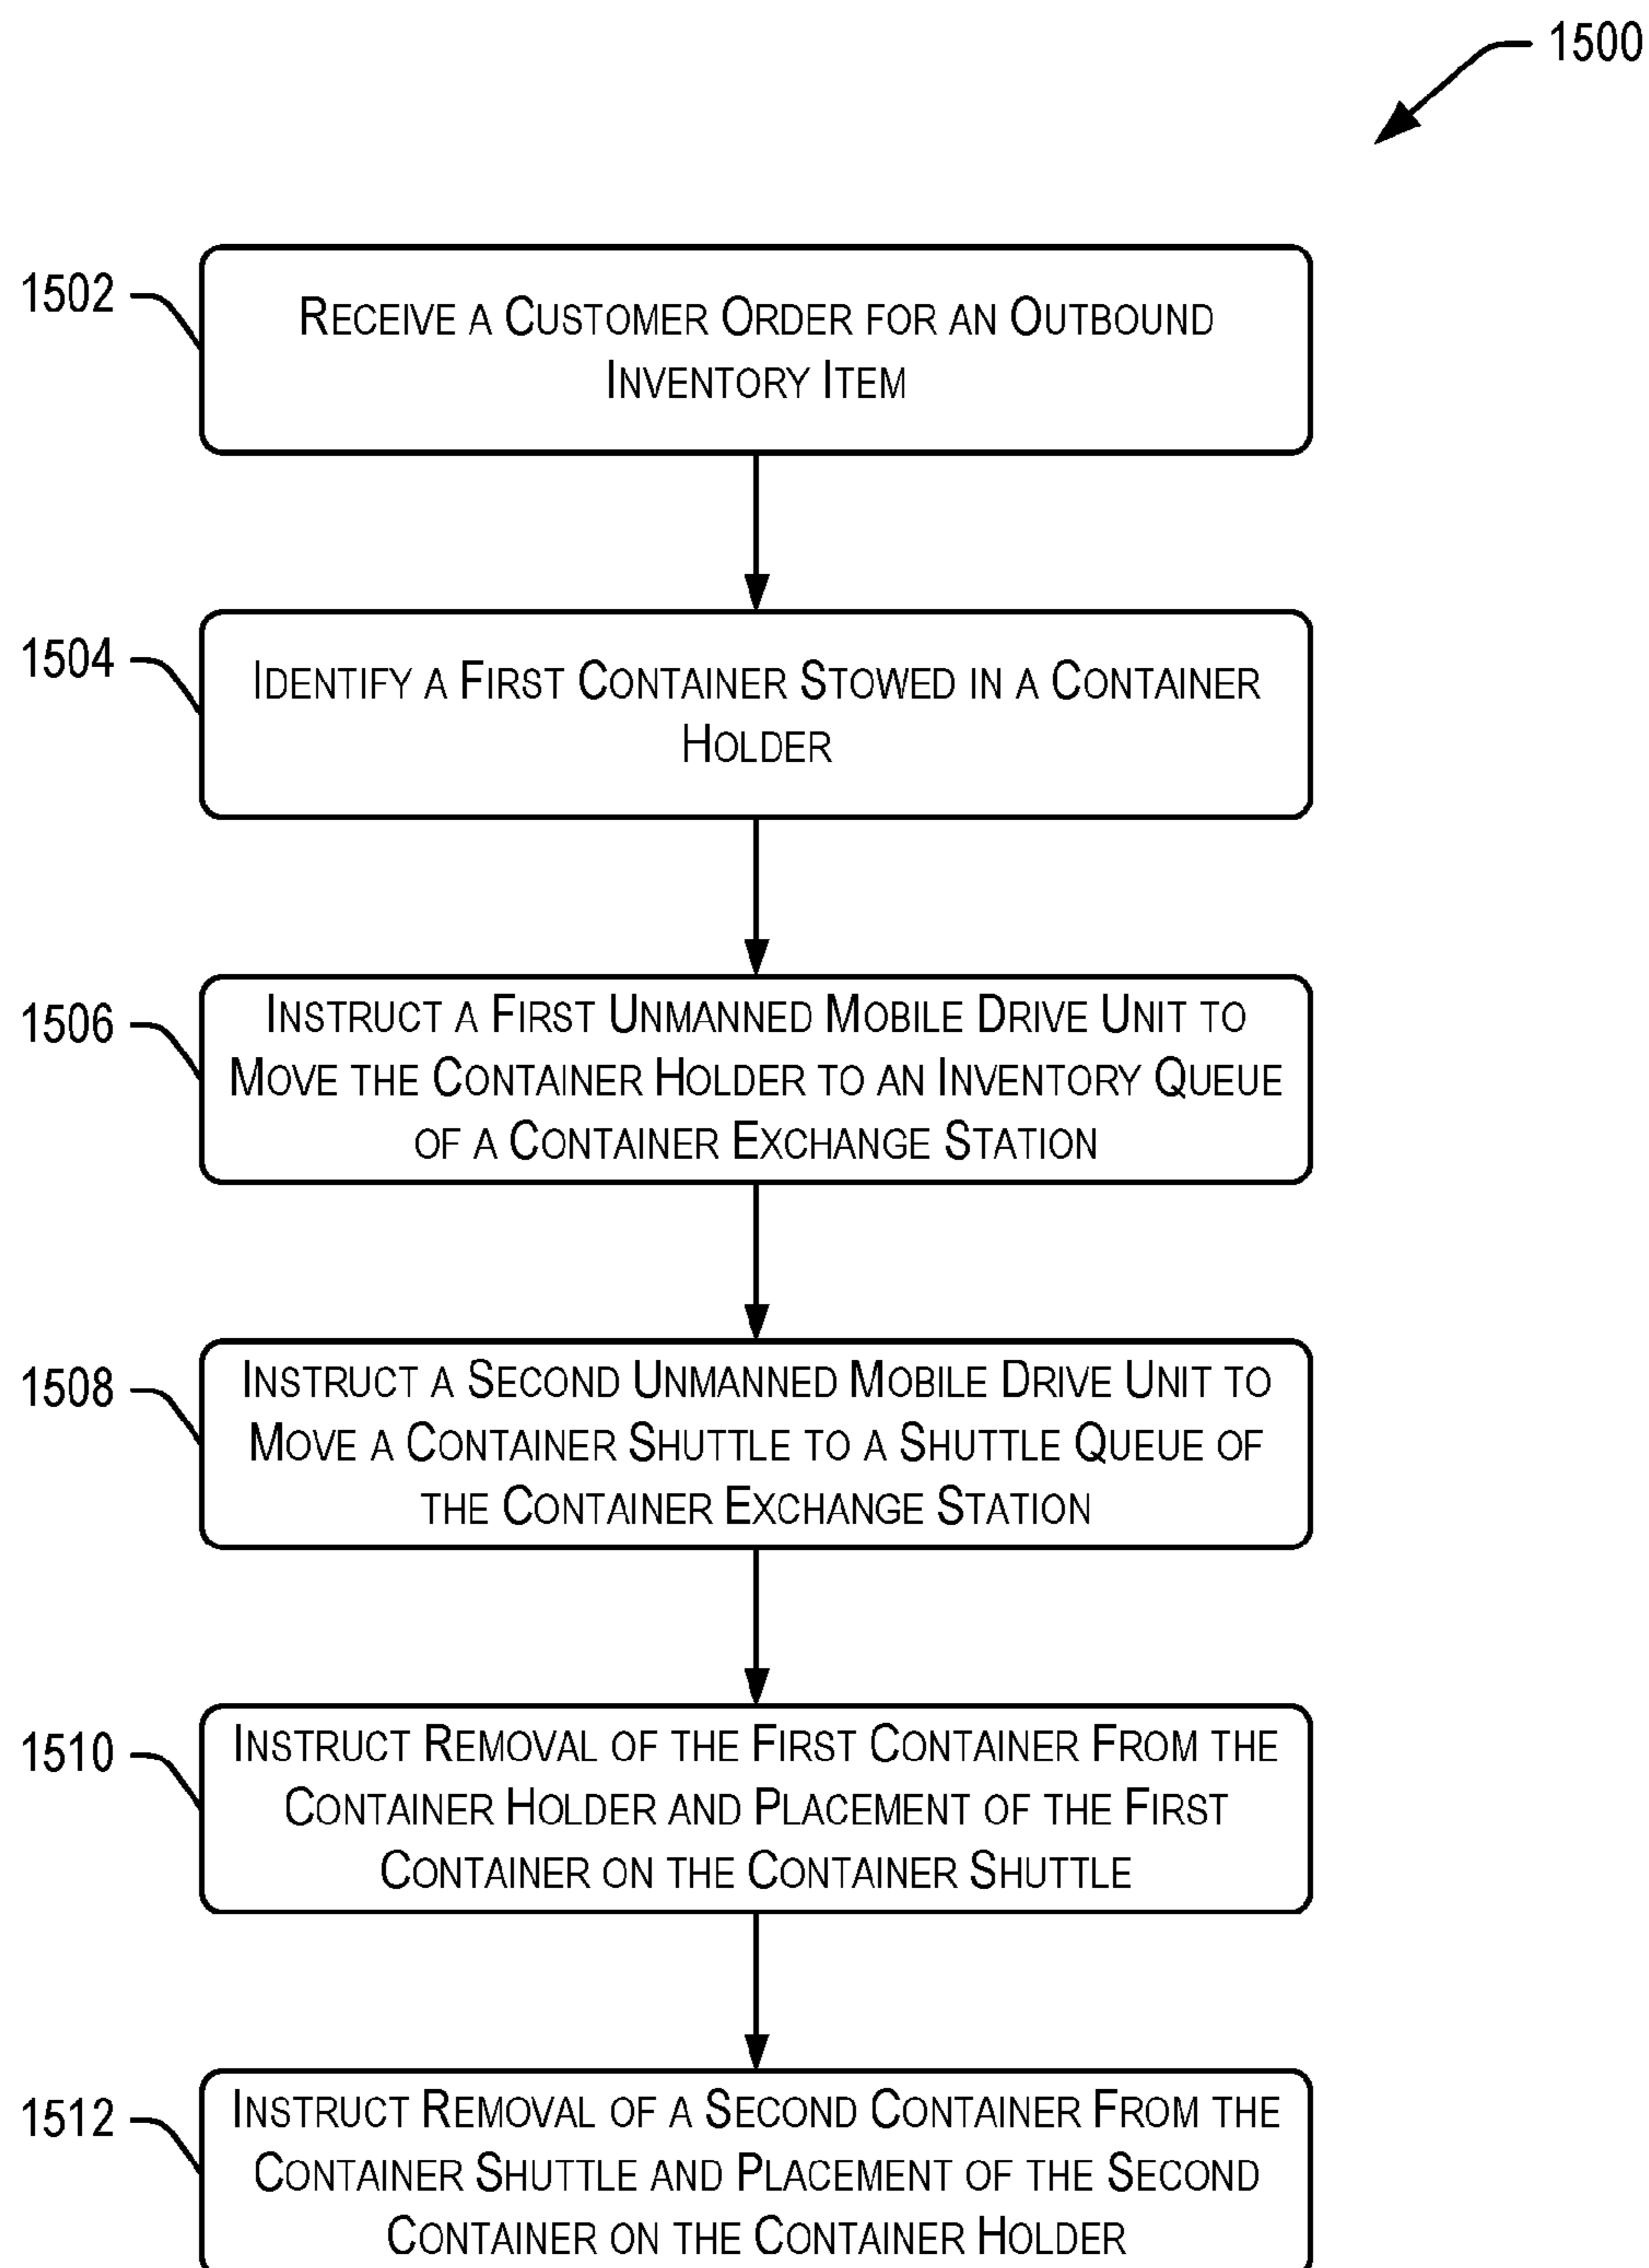 1500
1502
Receive a Customer Order for an Outbound
Inventory Item
1504
Identify a First Container Stowed in a Container
Holder
1506
Instruct a First Unmanned Mobile Drive Unit to
Move the Container Holder to an Inventory Queue
of a Container Exchange Station
1508
Instruct a Second Unmanned Mobile Drive Unit to
Move a Container Shuttle to a Shuttle Queue of
the Container Exchange Station
1510
Instruct Removal of the First Container From the
Container Holder and Placement of the First
Container on the Container Shuttle
1512
Instruct Removal of a Second Container From the
Container Shuttle and Placement of the Second
Container on the Container Holder